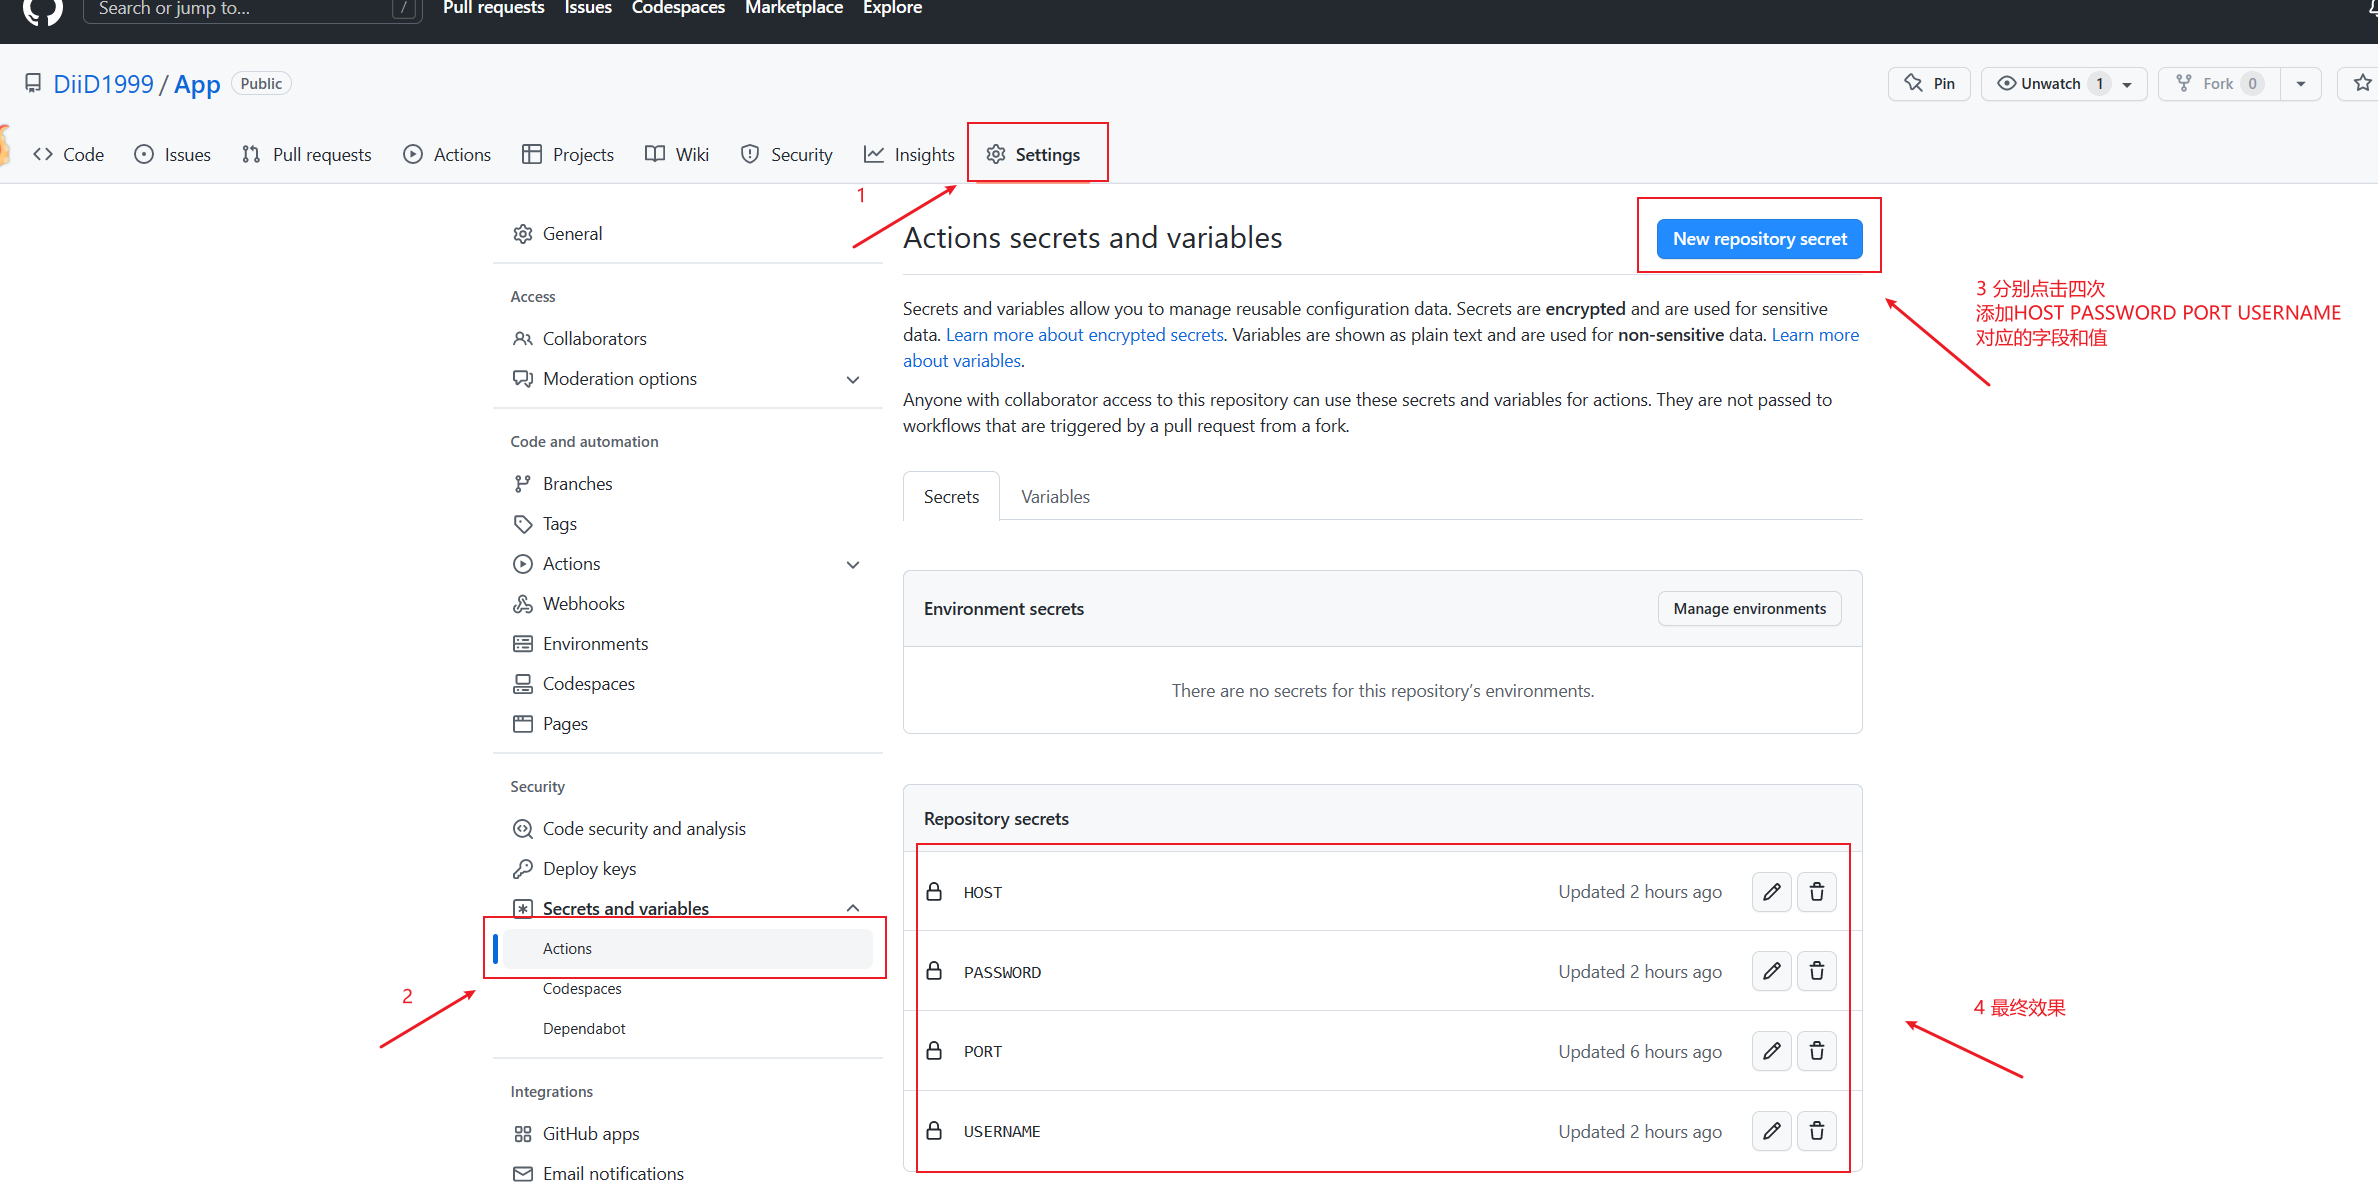 Search or jump to... /
Pull requests Issues Codespaces Marketplace Explore
DiiD1999 / App Public
Pin
Unwatch 1
Fork 0
Code Issues Pull requests Actions Projects Wiki Security Insights Settings
1
General
Access
Collaborators
Moderation options
Code and automation
Branches
Tags
Actions
Webhooks
Environments
Codespaces
Pages
Security
Code security and analysis
Deploy keys
Secrets and variables
Actions
Codespaces
Dependabot
2
Integrations
GitHub apps
Email notifications
Actions secrets and variables
New repository secret
3 分别点击四次
添加HOST PASSWORD PORT USERNAME
对应的字段和值
Secrets and variables allow you to manage reusable configuration data. Secrets are encrypted and are used for sensitive
data. Learn more about encrypted secrets. Variables are shown as plain text and are used for non-sensitive data. Learn more
about variables.
Anyone with collaborator access to this repository can use these secrets and variables for actions. They are not passed to
workflows that are triggered by a pull request from a fork.
Secrets Variables
Environment secrets
Manage environments
There are no secrets for this repository’s environments.
Repository secrets
HOST Updated 2 hours ago
PASSWORD Updated 2 hours ago
PORT Updated 6 hours ago
USERNAME Updated 2 hours ago
4 最终效果